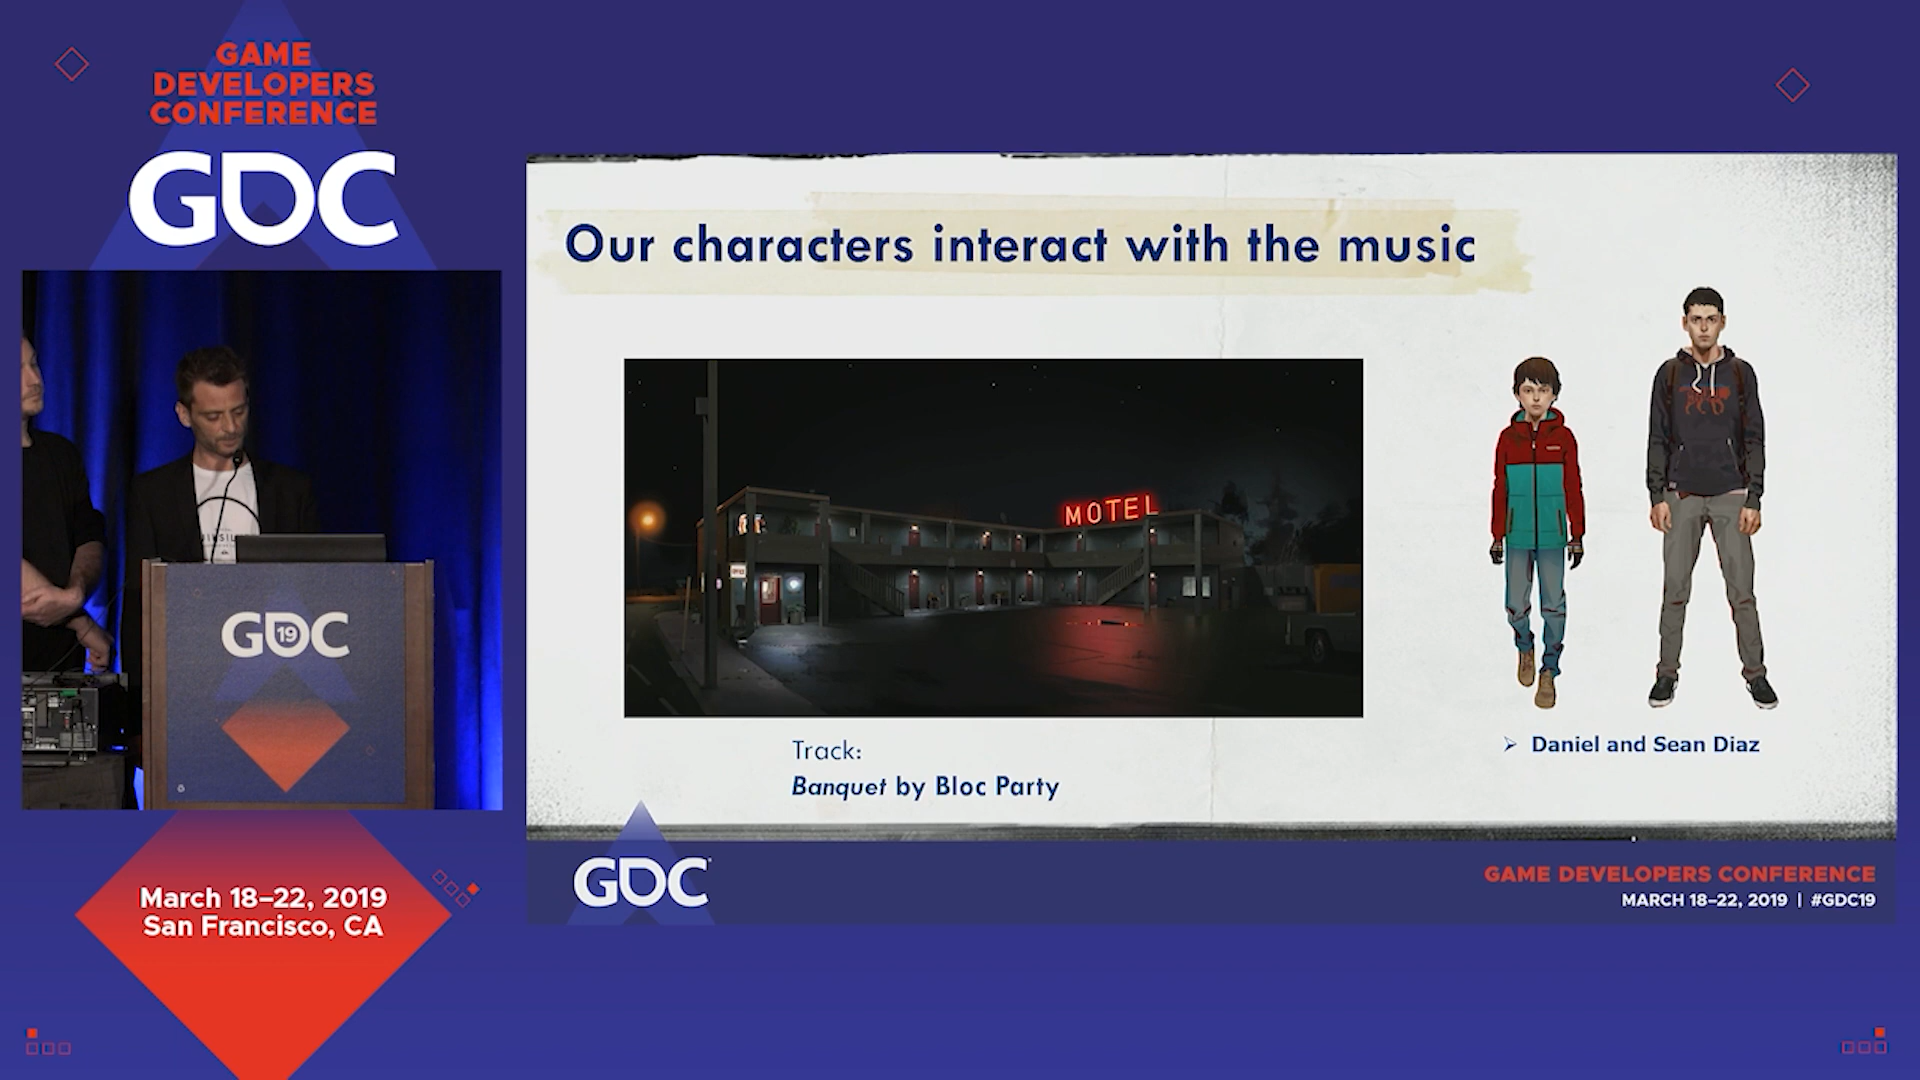 GAME
DEVELOPERS
CONFERENCE
GDC
Our characters interact with the music
MOTEL
Track:
Banquet by Bloc Party
➢ Daniel and Sean Diaz
GDC
19
GDC
GAME DEVELOPERS CONFERENCE
MARCH 18–22, 2019 | #GDC19
March 18–22, 2019
San Francisco, CA